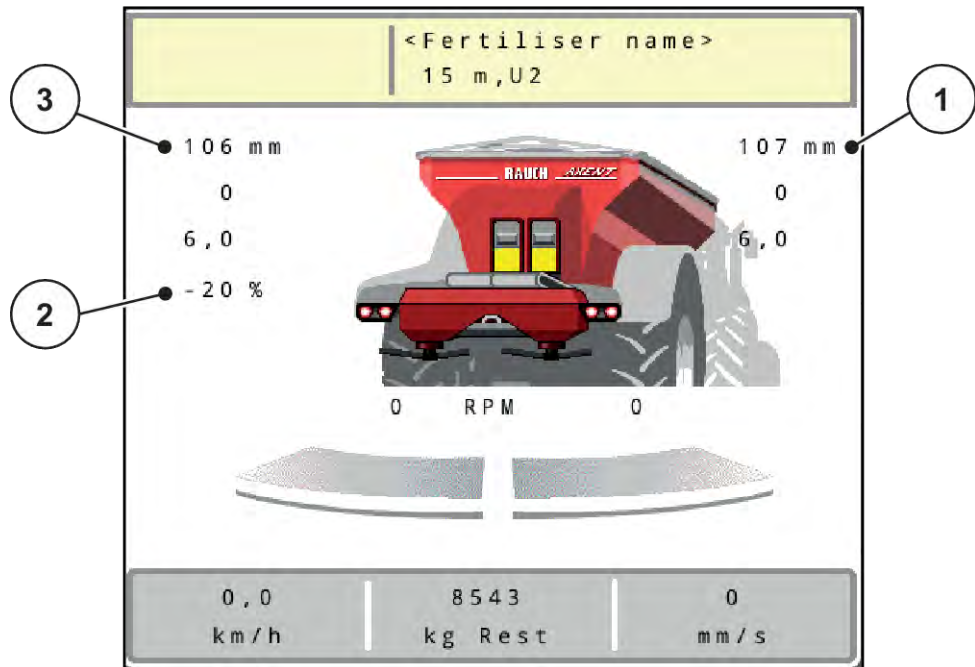 <Fertiliser name>
15 m,U2
3
1
106 mm
107 mm
RAUCH AXENT
0
0
6,0
6,0
2
-20 %
0 RPM 0
0,0
km/h
8543
kg Rest
0
mm/s